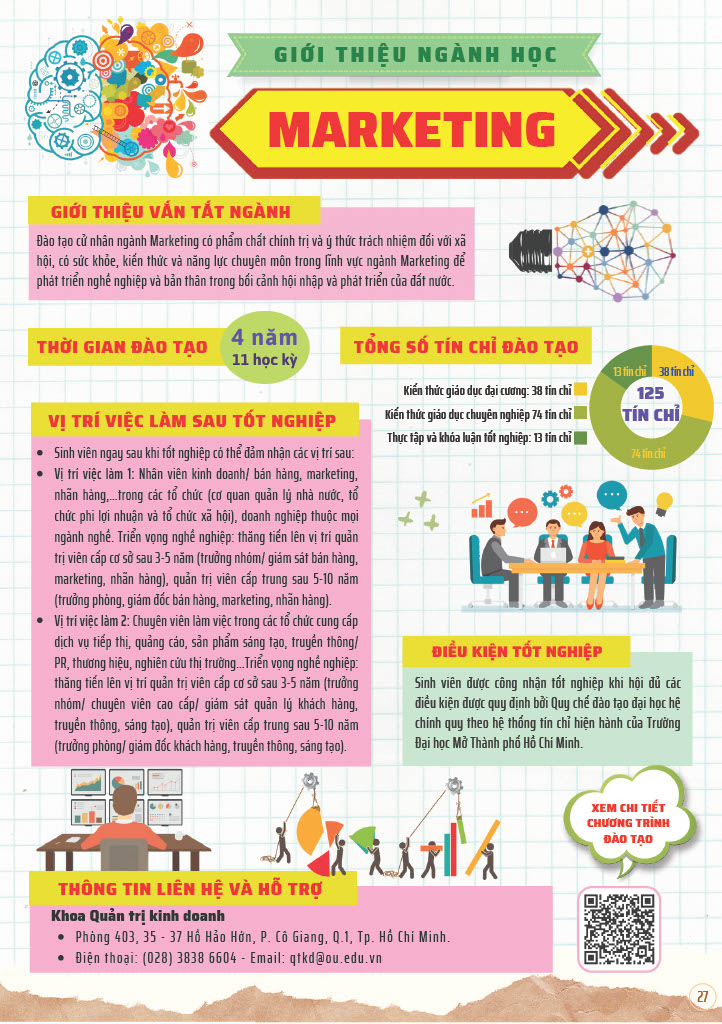 GIỚI THIỆU NGÀNH HỌC
MARKETING
GIỚI THIỆU VẮN TẮT NGÀNH
Đào tạo cử nhân ngành Marketing có phẩm chất chính trị và ý thức trách nhiệm đối với xã
hội, có sức khỏe, kiến thức và năng lực chuyên môn trong lĩnh vực ngành Marketing để
phát triển nghề nghiệp và bản thân trong bối cảnh hội nhập và phát triển của đất nước.
THỜI GIAN ĐÀO TẠO
4 năm
11 học kỳ
TỔNG SỐ TÍN CHỈ ĐÀO TẠO
Kiến thức giáo dục đại cương: 38 tín chỉ
Kiến thức giáo dục chuyên nghiệp 74 tín chỉ
Thực tập và khóa luận tốt nghiệp: 13 tín chỉ
13 tín chỉ
38 tín chỉ
125
TÍN CHỈ
74 tín chỉ
VỊ TRÍ VIỆC LÀM SAU TỐT NGHIỆP
• Sinh viên ngay sau khi tốt nghiệp có thể đảm nhận các vị trí sau:
• Vị trí việc làm 1: Nhân viên kinh doanh/ bán hàng, marketing,
nhãn hàng,...trong các tổ chức (cơ quan quản lý nhà nước, tổ
chức phi lợi nhuận và tổ chức xã hội), doanh nghiệp thuộc mọi
ngành nghề. Triển vọng nghề nghiệp: thăng tiến lên vị trí quản
trị viên cấp cơ sở sau 3-5 năm (trưởng nhóm/ giám sát bán hàng,
marketing, nhãn hàng), quản trị viên cấp trung sau 5-10 năm
(trưởng phòng, giám đốc bán hàng, marketing, nhãn hàng).
• Vị trí việc làm 2: Chuyên viên làm việc trong các tổ chức cung cấp
dịch vụ tiếp thị, quảng cáo, sản phẩm sáng tạo, truyền thông/
PR, thương hiệu, nghiên cứu thị trường...Triển vọng nghề nghiệp:
thăng tiến lên vị trí quản trị viên cấp cơ sở sau 3-5 năm (trưởng
nhóm/ chuyên viên cao cấp/ giám sát quản lý khách hàng,
truyền thông, sáng tạo), quản trị viên cấp trung sau 5-10 năm
(trưởng phòng/ giám đốc khách hàng, truyền thông, sáng tạo).
ĐIỀU KIỆN TỐT NGHIỆP
Sinh viên được công nhận tốt nghiệp khi hội đủ các
điều kiện được quy định bởi Quy chế đào tạo đại học hệ
chính quy theo hệ thống tín chỉ hiện hành của Trường
Đại học Mở Thành phố Hồ Chí Minh.
XEM CHI TIẾT
CHƯƠNG TRÌNH
ĐÀO TẠO
THÔNG TIN LIÊN HỆ VÀ HỖ TRỢ
Khoa Quản trị kinh doanh
• Phòng 403, 35 - 37 Hồ Hảo Hớn, P. Cô Giang, Q.1, Tp. Hồ Chí Minh.
• Điện thoại: (028) 3838 6604 - Email: qtkd@ou.edu.vn
27